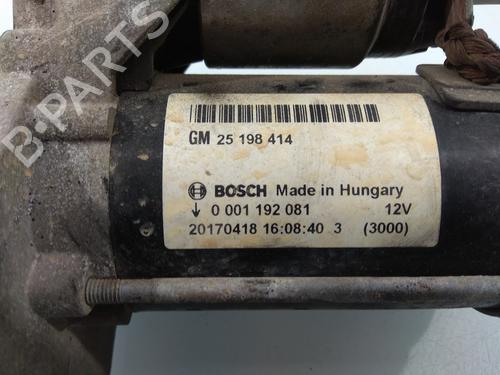 B-PARTS
GM 25 198 414
BOSCH Made in Hungary
↓ 0 001 192 081 12V
20170418 16:08:40 3 (3000)